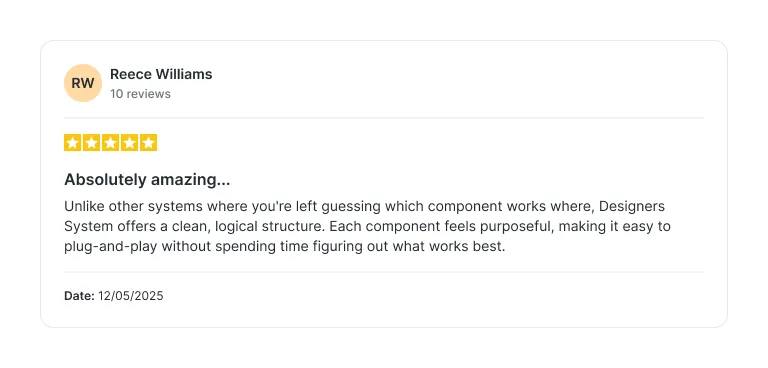 RW
Reece Williams
10 reviews
Absolutely amazing...
Unlike other systems where you're left guessing which component works where, Designers
System offers a clean, logical structure. Each component feels purposeful, making it easy to
plug-and-play without spending time figuring out what works best.
Date: 12/05/2025